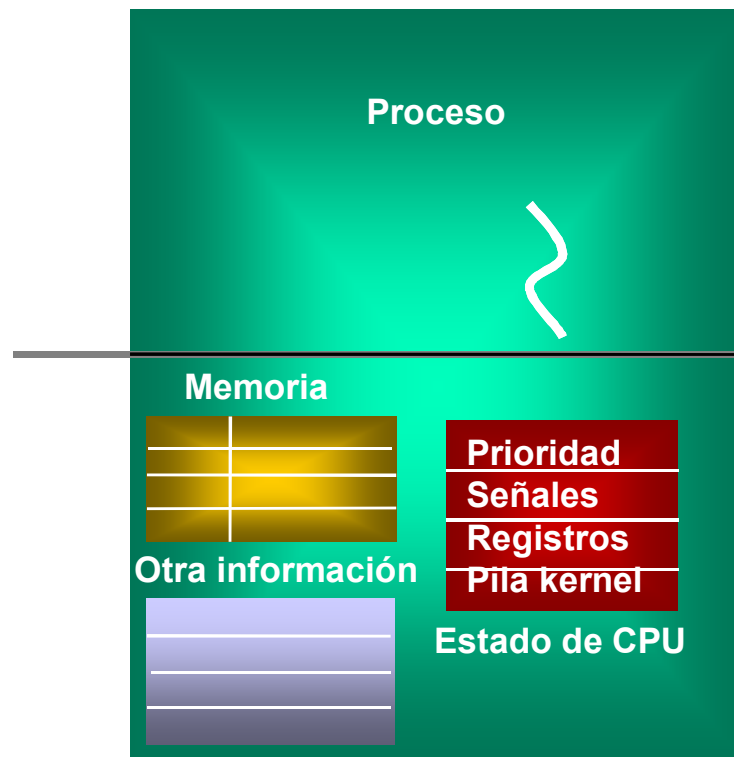 Proceso
Memoria
Otra información
Prioridad
Señales
Registros
Pila kernel
Estado de CPU